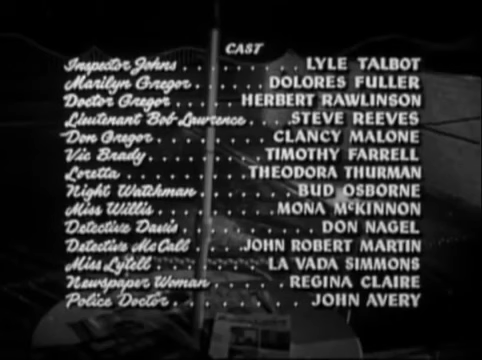 CAST
Inspector Johns . . . . . . . . . LYLE TALBOT
Marilyn Gregor . . . . . . DOLORES FULLER
Doctor Gregor . . . . . HERBERT RAWLINSON
Lieutenant Bob Lawrence . . . . STEVE REEVES
Don Gregor . . . . . . . . CLANCY MALONE
Vic Brady . . . . . . . . TIMOTHY FARRELL
Loretta . . . . . . . . THEODORA THURMAN
Night Watchman . . . . . . . BUD OSBORNE
Miss Willis . . . . . . . . MONA McKINNON
Detective Davis . . . . . . . . DON NAGEL
Detective McCall . . . . JOHN ROBERT MARTIN
Miss Lytell . . . . . . . LA VADA SIMMONS
Newspaper Woman . . . . . REGINA CLAIRE
Police Doctor . . . . . . . . . JOHN AVERY